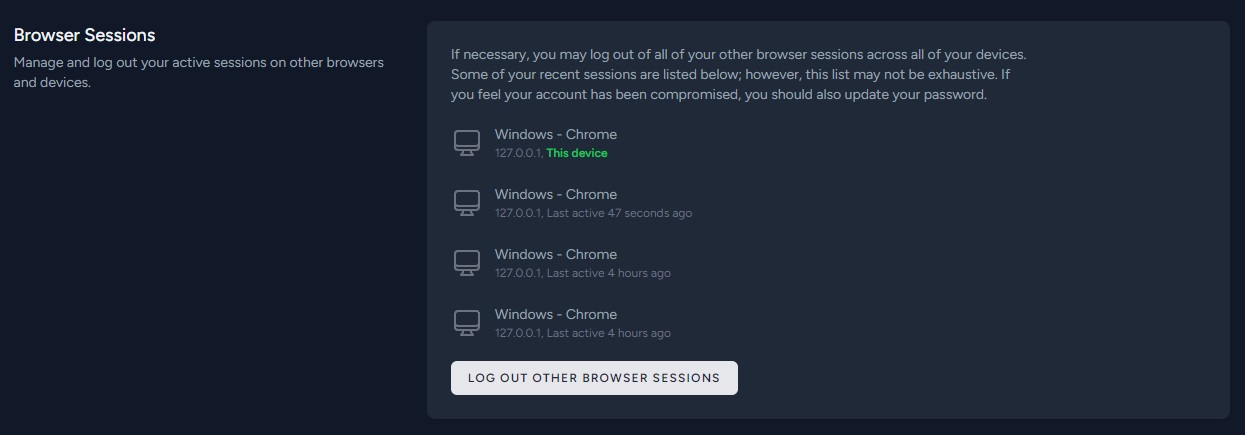 Browser Sessions
Manage and log out your active sessions on other browsers
and devices.
If necessary, you may log out of all of your other browser sessions across all of your devices.
Some of your recent sessions are listed below; however, this list may not be exhaustive. If
you feel your account has been compromised, you should also update your password.
Windows - Chrome
127.0.0.1, This device
Windows - Chrome
127.0.0.1, Last active 47 seconds ago
Windows - Chrome
127.0.0.1, Last active 4 hours ago
Windows - Chrome
127.0.0.1, Last active 4 hours ago
LOG OUT OTHER BROWSER SESSIONS